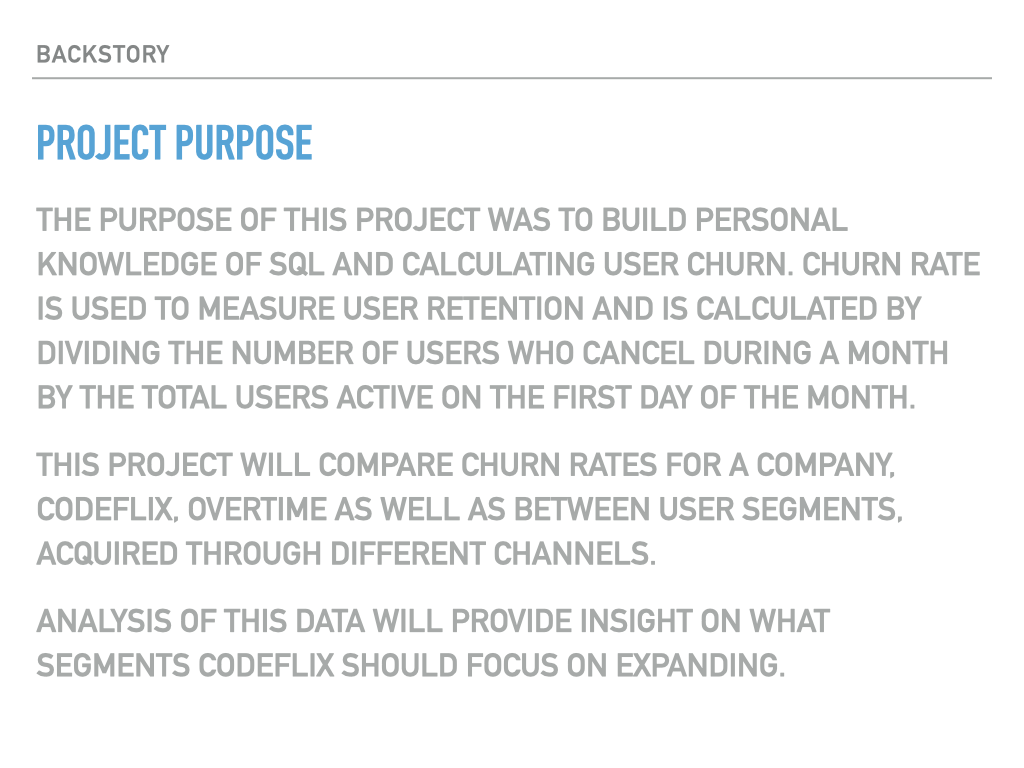 BACKSTORY
PROJECT PURPOSE
THE PURPOSE OF THIS PROJECT WAS TO BUILD PERSONAL
KNOWLEDGE OF SQL AND CALCULATING USER CHURN. CHURN RATE
IS USED TO MEASURE USER RETENTION AND IS CALCULATED BY
DIVIDING THE NUMBER OF USERS WHO CANCEL DURING A MONTH
BY THE TOTAL USERS ACTIVE ON THE FIRST DAY OF THE MONTH.
THIS PROJECT WILL COMPARE CHURN RATES FOR A COMPANY,
CODEFLIX, OVERTIME AS WELL AS BETWEEN USER SEGMENTS,
ACQUIRED THROUGH DIFFERENT CHANNELS.
ANALYSIS OF THIS DATA WILL PROVIDE INSIGHT ON WHAT
SEGMENTS CODEFLIX SHOULD FOCUS ON EXPANDING.